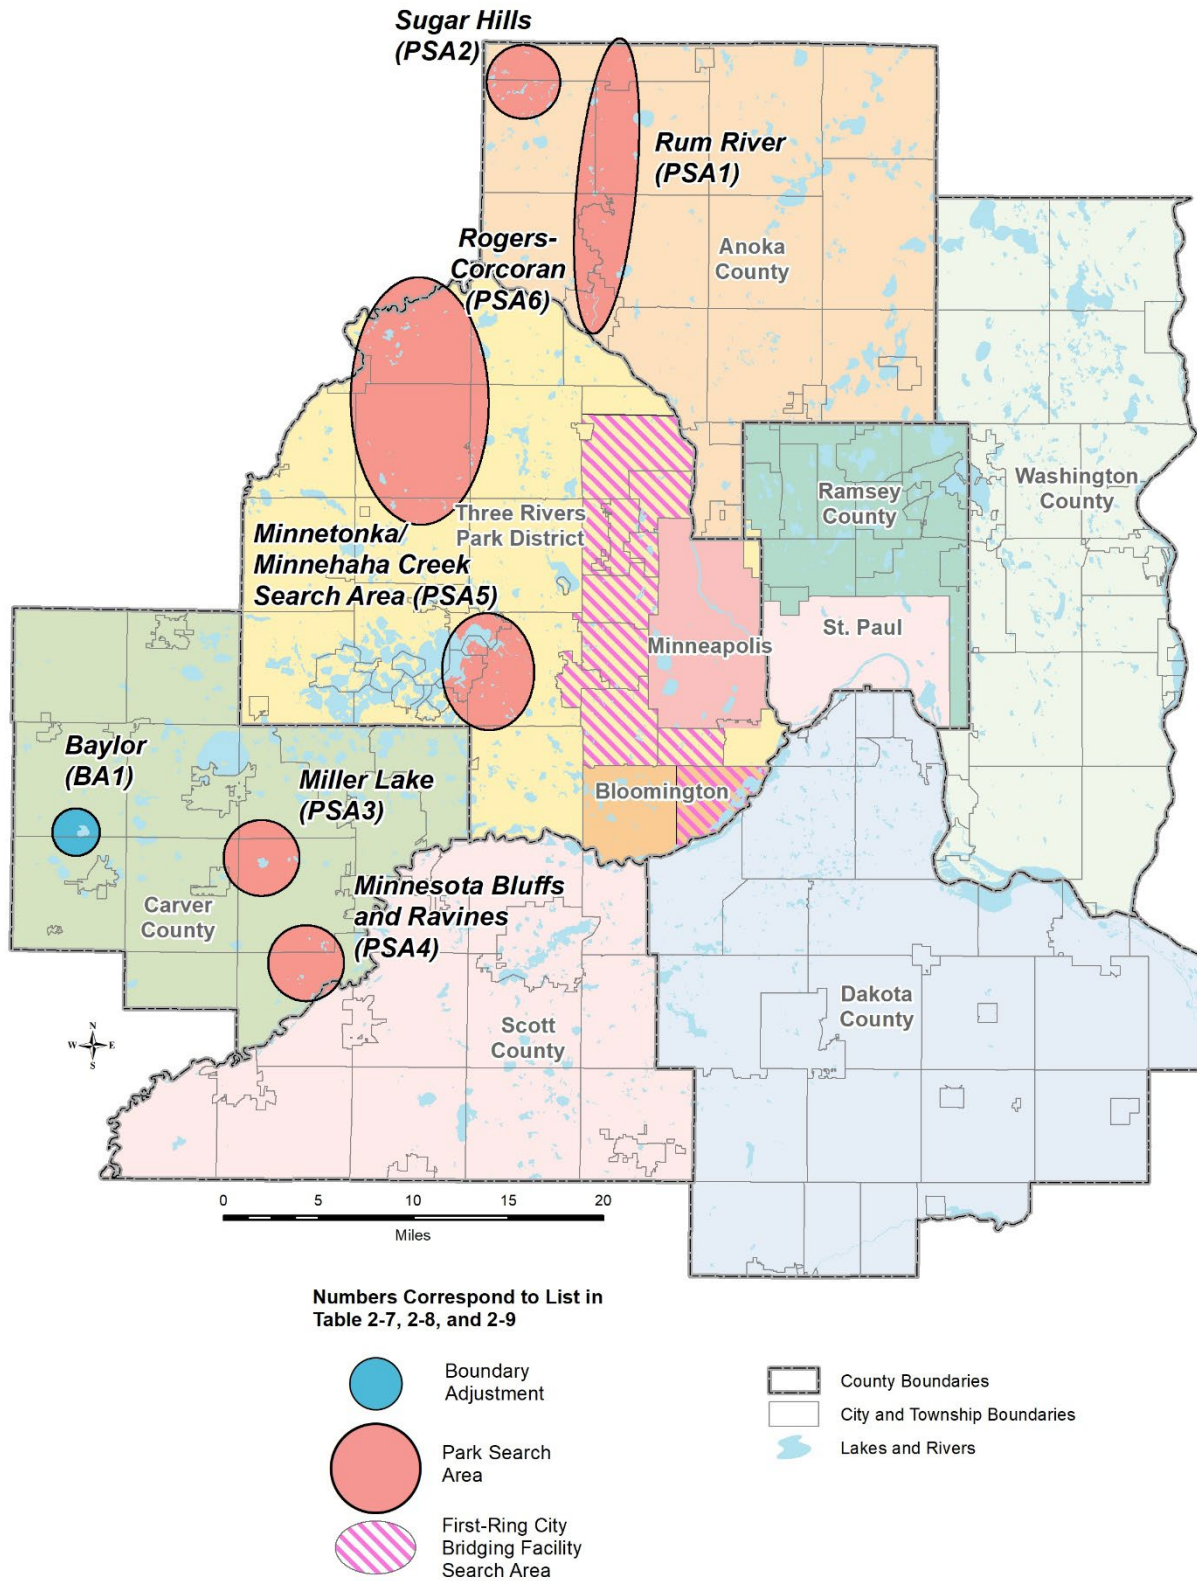 Sugar Hills
(PSA2)
Rum River
(PSA1)
Rogers-
Corcoran
(PSA6)
Anoka
County
Minnetonka/
Minnehaha Creek
Search Area (PSA5)
Three Rivers
Park District
Ramsey
County
Washington
County
Minneapolis
St. Paul
Baylor
(BA1)
Miller Lake
(PSA3)
Bloomington
Minnesota Bluffs
and Ravines
(PSA4)
Carver
County
Scott
County
Dakota
County
N
W E
S
0 5 10 15 20
Miles
Numbers Correspond to List in
Table 2-7, 2-8, and 2-9
Boundary
Adjustment
Park Search
Area
First-Ring City
Bridging Facility
Search Area
County Boundaries
City and Township Boundaries
Lakes and Rivers